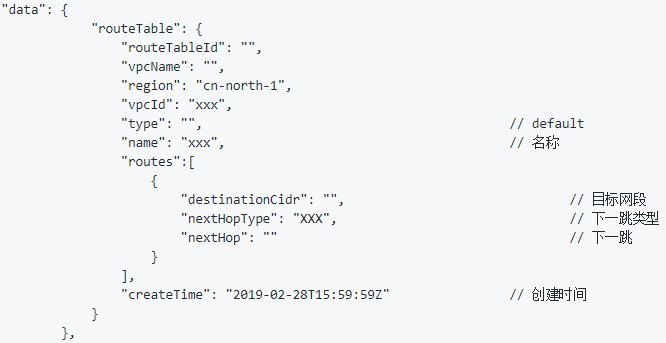 "data": {
"routeTable": {
"routeTableId": "",
"vpcName": "",
"region": "cn-north-1",
"vpcId": "xxx",
"type": "", // default
"name": "xxx", // 名称
"routes":[
{
"destinationCidr": "", // 目标网段
"nextHopType": "XXX", // 下一跳类型
"nextHop": "" // 下一跳
}
],
"createTime": "2019-02-28T15:59:59Z" // 创建时间
}
},